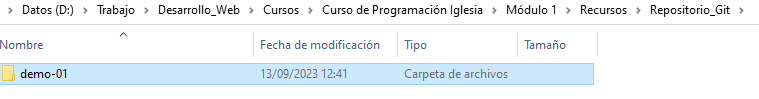 Datos (D:) > Trabajo > Desarrollo_Web > Cursos > Curso de Programación Iglesia > Módulo 1 > Recursos > Repositorio_Git >
Nombre Fecha de modificación Tipo Tamaño
demo-01 13/09/2023 12:41 Carpeta de archivos